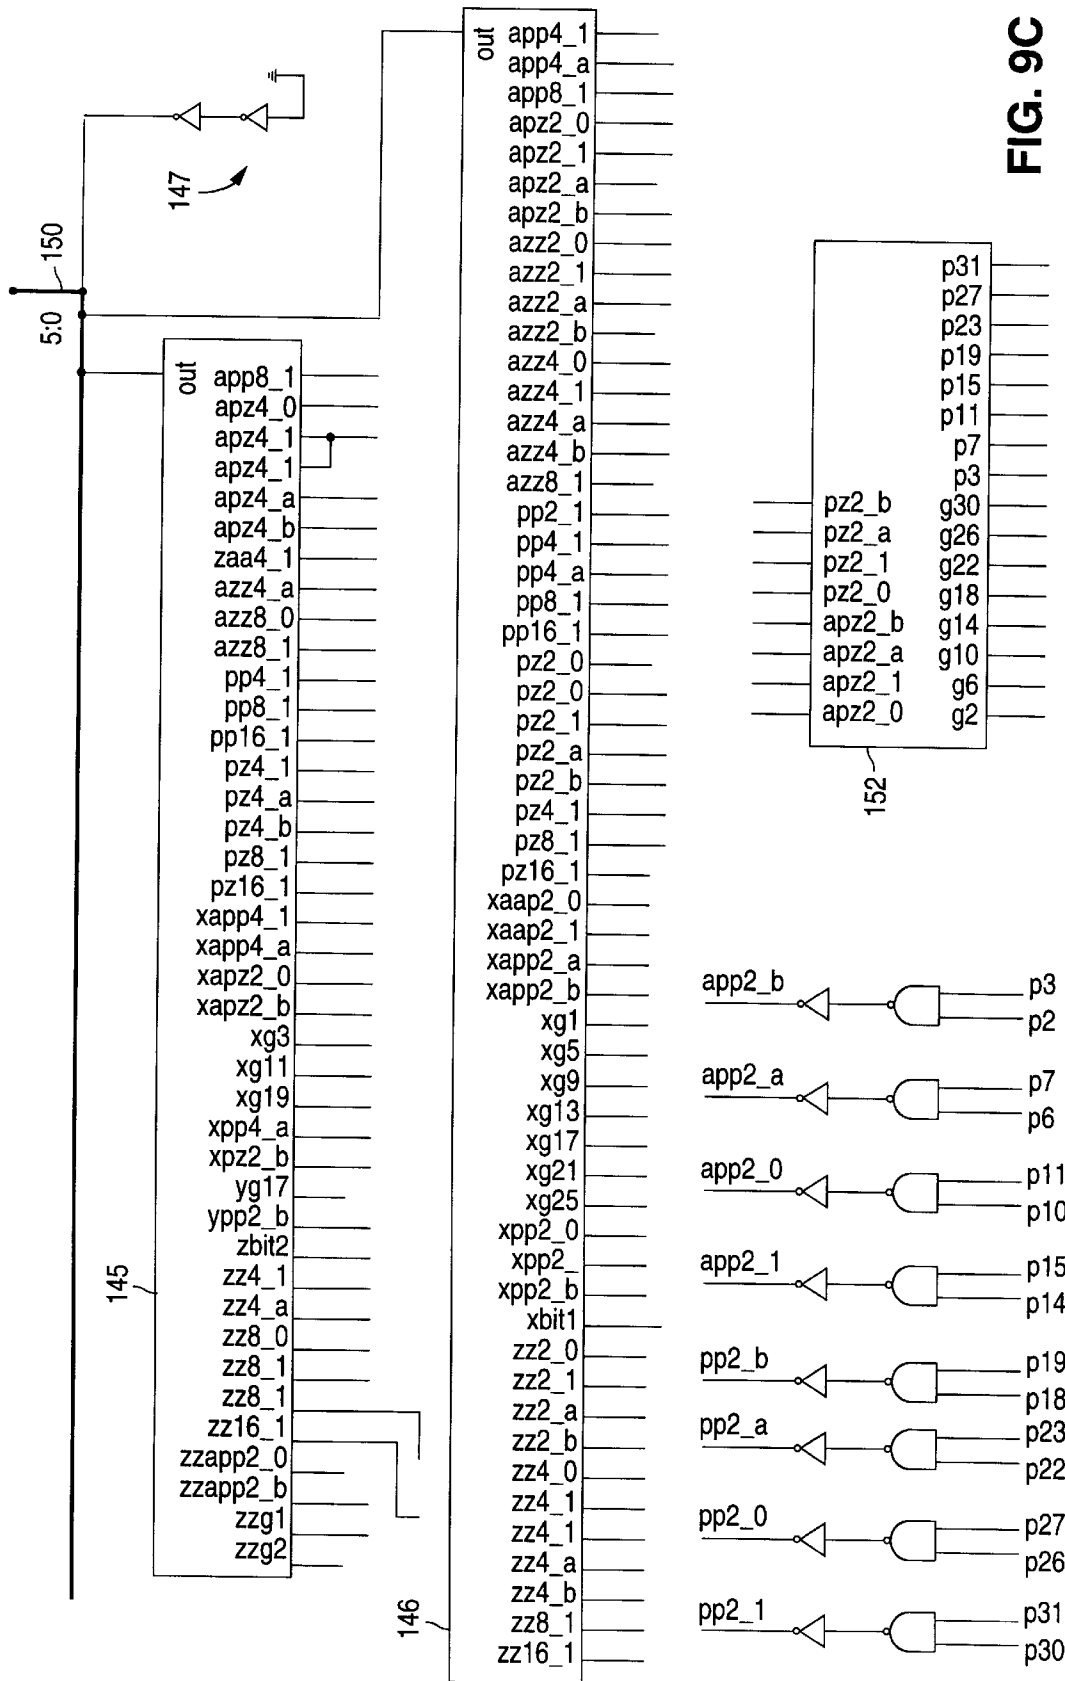 FIG. 9C
5:0
150
147
145
out
app8_1
apz4_0
apz4_1
apz4_1
apz4_a
apz4_b
zaa4_1
azz4_a
azz8_0
azz8_1
pp4_1
pp8_1
pp16_1
pz4_1
pz4_a
pz4_b
pz8_1
pz16_1
xapp4_1
xapp4_a
xapz2_0
xapz2_b
xg3
xg11
xg19
xpp4_a
xpz2_b
yg17
ypp2_b
zbit2
zz4_1
zz4_a
zz8_0
zz8_1
zz8_1
zz16_1
zzapp2_0
zzapp2_b
zzg1
zzg2
146
out
app4_1
app4_a
app8_1
apz2_0
apz2_1
apz2_a
apz2_b
azz2_0
azz2_1
azz2_a
azz2_b
azz4_0
azz4_1
azz4_a
azz4_b
azz8_1
pp2_1
pp4_1
pp4_a
pp8_1
pp16_1
pz2_0
pz2_0
pz2_1
pz2_a
pz2_b
pz4_1
pz8_1
pz16_1
xaap2_0
xaap2_1
xapp2_a
xapp2_b
xg1
xg5
xg9
xg13
xg17
xg21
xg25
xpp2_0
xpp2_
xpp2_b
xbit1
zz2_0
zz2_1
zz2_a
zz2_b
zz4_0
zz4_1
zz4_1
zz4_a
zz4_b
zz8_1
zz16_1
152
pz2_b
pz2_a
pz2_1
pz2_0
apz2_b
apz2_a
apz2_1
apz2_0
p31
p27
p23
p19
p15
p11
p7
p3
g30
g26
g22
g18
g14
g10
g6
g2
app2_b
p3
p2
app2_a
p7
p6
app2_0
p11
p10
app2_1
p15
p14
pp2_b
p19
p18
pp2_a
p23
p22
pp2_0
p27
p26
pp2_1
p31
p30